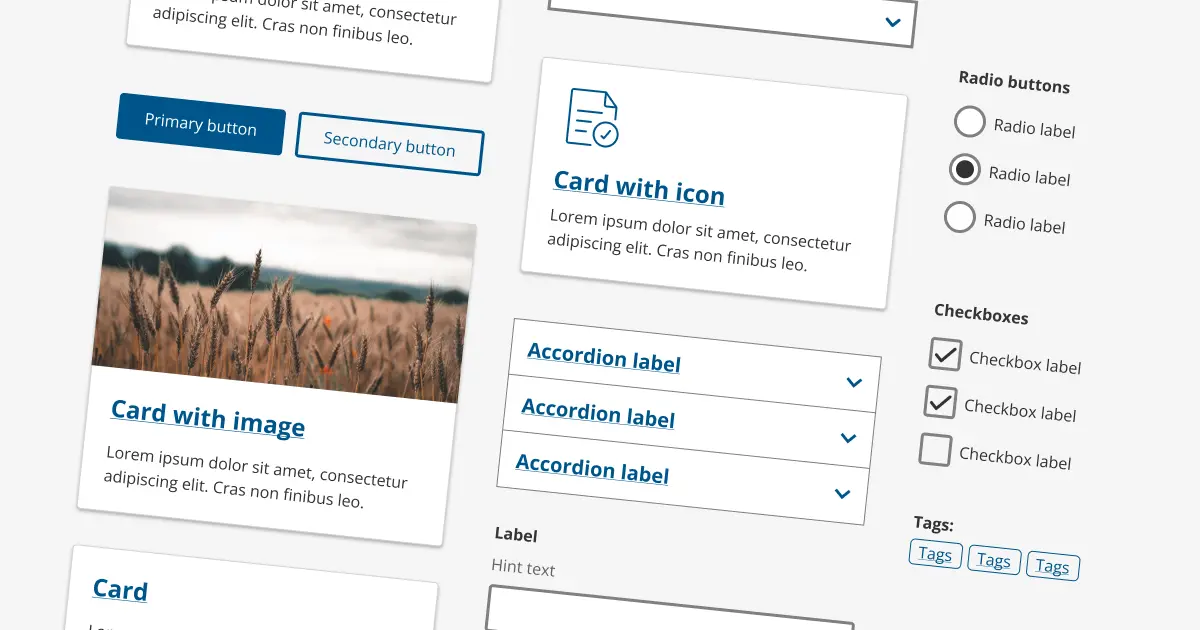 ipsum dolor sit amet, consectetur
adipiscing elit. Cras non finibus leo.
Primary button
Secondary button
Card with image
Lorem ipsum dolor sit amet, consectetur
adipiscing elit. Cras non finibus leo.
Card
Card with icon
Lorem ipsum dolor sit amet, consectetur
adipiscing elit. Cras non finibus leo.
Accordion label
Accordion label
Accordion label
Label
Hint text
Radio buttons
Radio label
Radio label
Radio label
Checkboxes
Checkbox label
Checkbox label
Checkbox label
Tags:
Tags
Tags
Tags